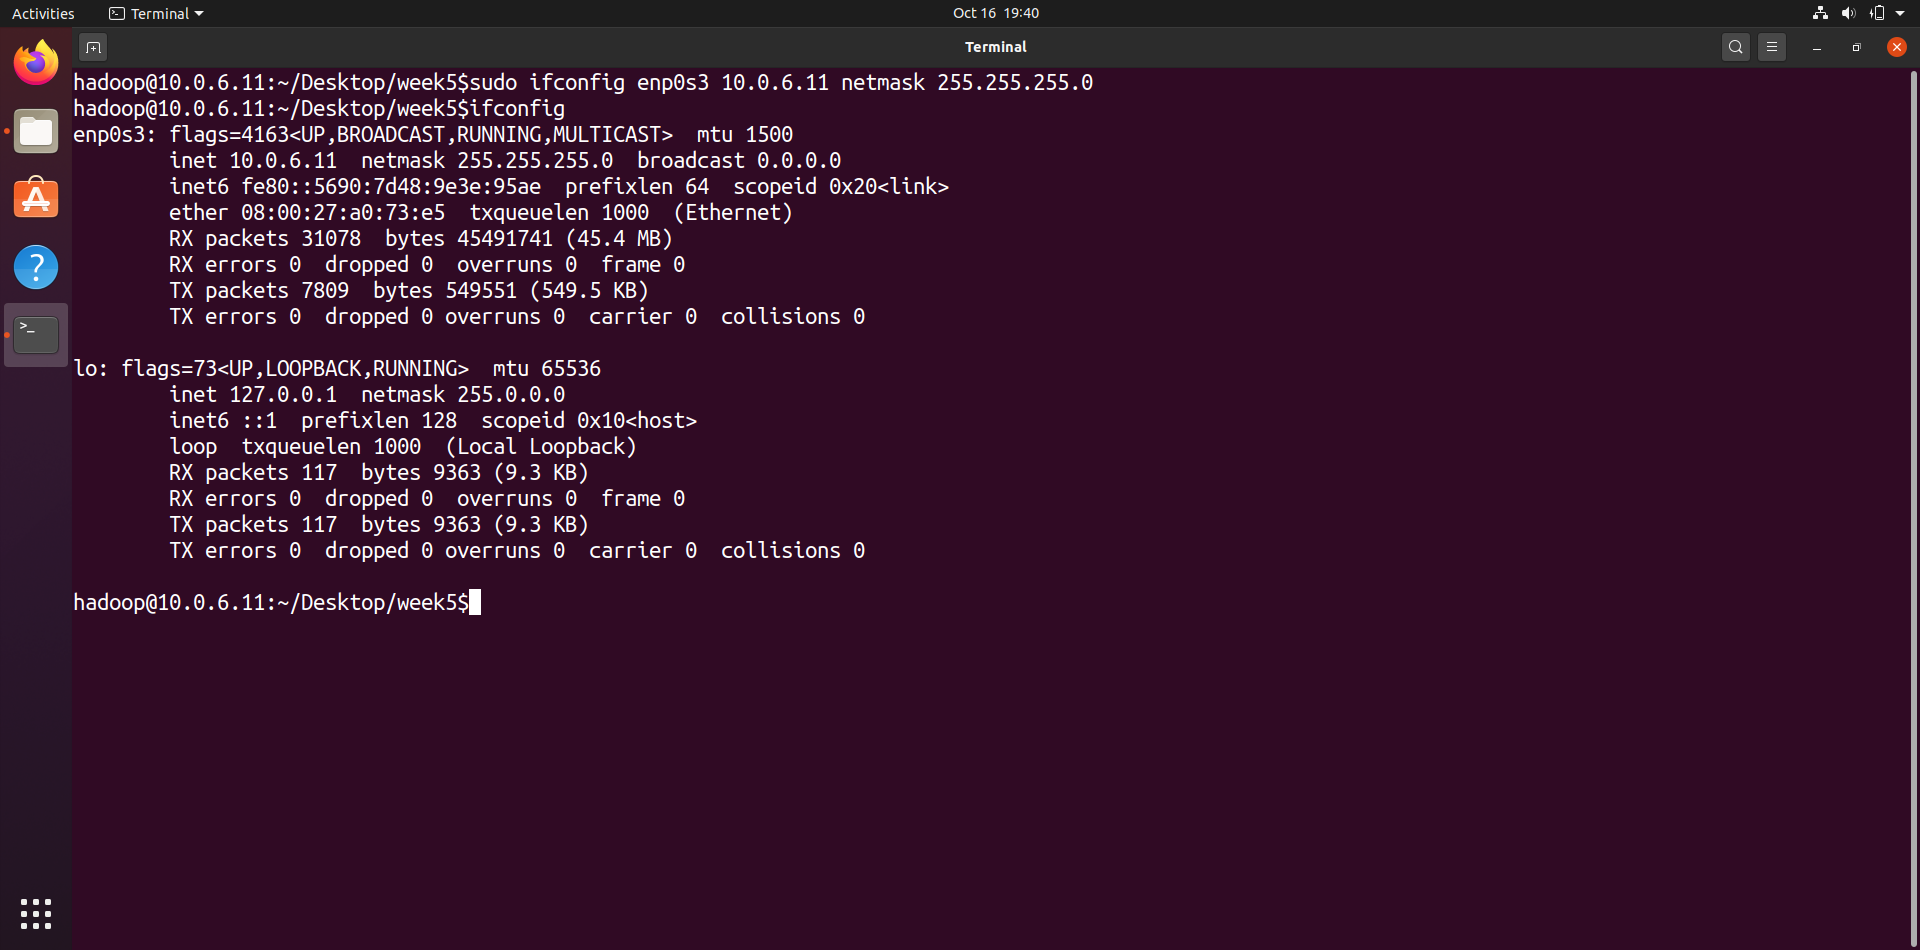 Activities
Terminal
Oct 16 19:40
Terminal
hadoop@10.0.6.11:~/Desktop/week5$sudo ifconfig enp0s3 10.0.6.11 netmask 255.255.255.0
hadoop@10.0.6.11:~/Desktop/week5$ifconfig
enp0s3: flags=4163<UP,BROADCAST,RUNNING,MULTICAST>  mtu 1500
        inet 10.0.6.11  netmask 255.255.255.0  broadcast 0.0.0.0
        inet6 fe80::5690:7d48:9e3e:95ae  prefixlen 64  scopeid 0x20<link>
        ether 08:00:27:a0:73:e5  txqueuelen 1000  (Ethernet)
        RX packets 31078  bytes 45491741 (45.4 MB)
        RX errors 0  dropped 0  overruns 0  frame 0
        TX packets 7809  bytes 549551 (549.5 KB)
        TX errors 0  dropped 0 overruns 0  carrier 0  collisions 0

lo: flags=73<UP,LOOPBACK,RUNNING>  mtu 65536
        inet 127.0.0.1  netmask 255.0.0.0
        inet6 ::1  prefixlen 128  scopeid 0x10<host>
        loop  txqueuelen 1000  (Local Loopback)
        RX packets 117  bytes 9363 (9.3 KB)
        RX errors 0  dropped 0  overruns 0  frame 0
        TX packets 117  bytes 9363 (9.3 KB)
        TX errors 0  dropped 0 overruns 0  carrier 0  collisions 0

hadoop@10.0.6.11:~/Desktop/week5$